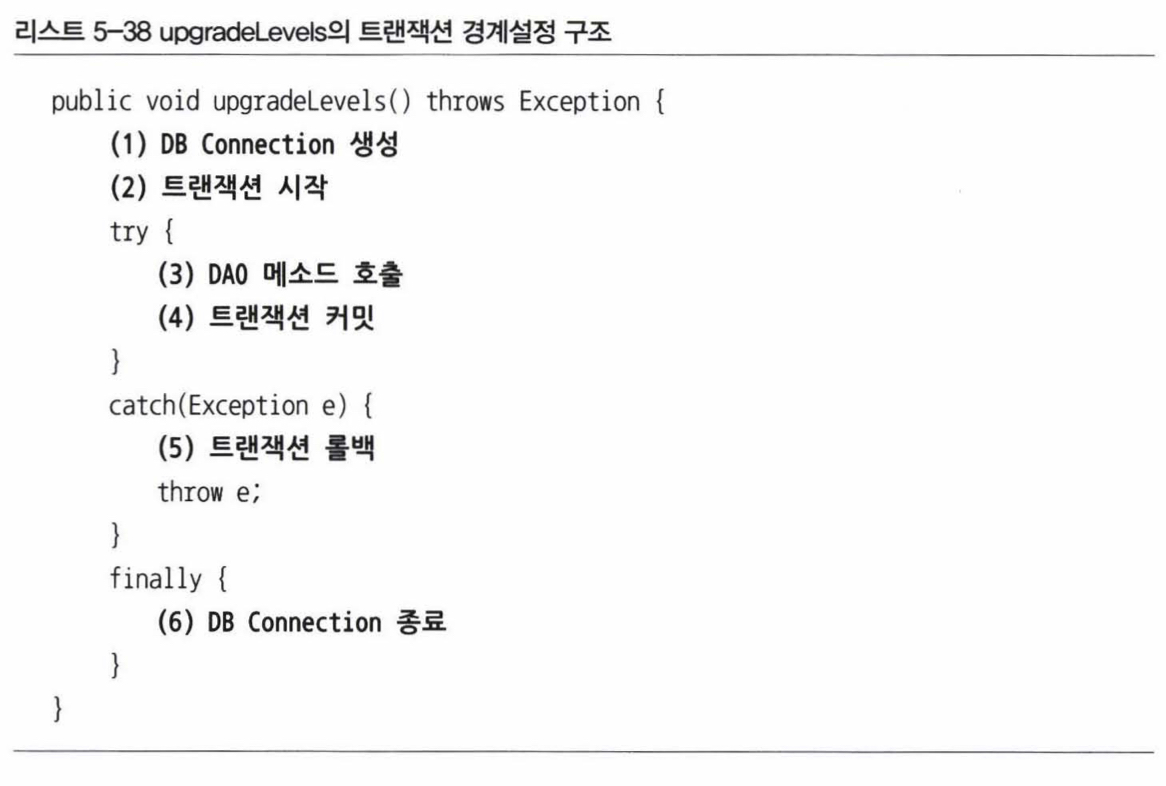 리스트 5-38 upgradeLevels의 트랜잭션 경계설정 구조
public void upgradeLevels() throws Exception {
(1) DB Connection 생성
(2) 트랜잭션 시작
try {
(3) DAO 메소드 호출
(4) 트랜잭션 커밋
}
catch(Exception e) {
(5) 트랜잭션 롤백
throw e;
}
finally {
(6) DB Connection 종료
}
}